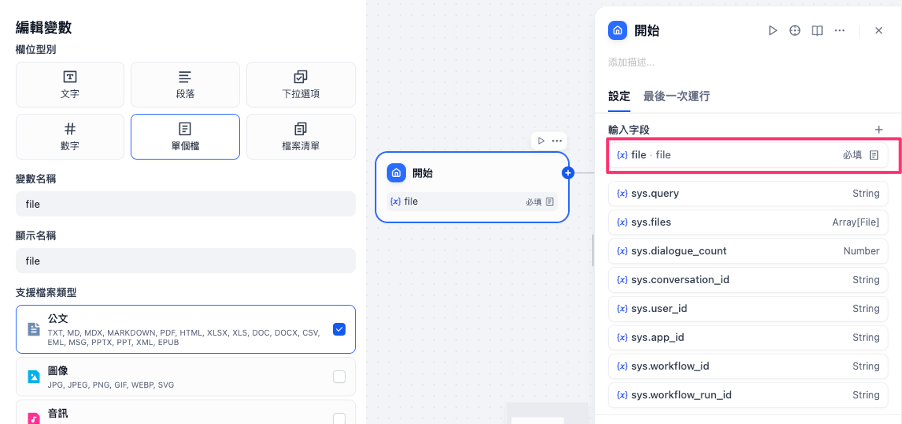 編輯變數
欄位型別
文字
段落
下拉選項
數字
單個檔
檔案清單
變數名稱
file
顯示名稱
file
支援檔案類型
公文
TXT, MD, MDX, MARKDOWN, PDF, HTML, XLSX, XLS, DOC, DOCX, CSV,
EML, MSG, PPTX, PPT, XML, EPUB
圖像
JPG, JPEG, PNG, GIF, WEBP, SVG
音訊
開始
{x} file 必填
開始
添加描述...
設定 最後一次運行
輸入字段
{x} file · file 必填
{x} sys.query String
{x} sys.files Array[File]
{x} sys.dialogue_count Number
{x} sys.conversation_id String
{x} sys.user_id String
{x} sys.app_id String
{x} sys.workflow_id String
{x} sys.workflow_run_id String